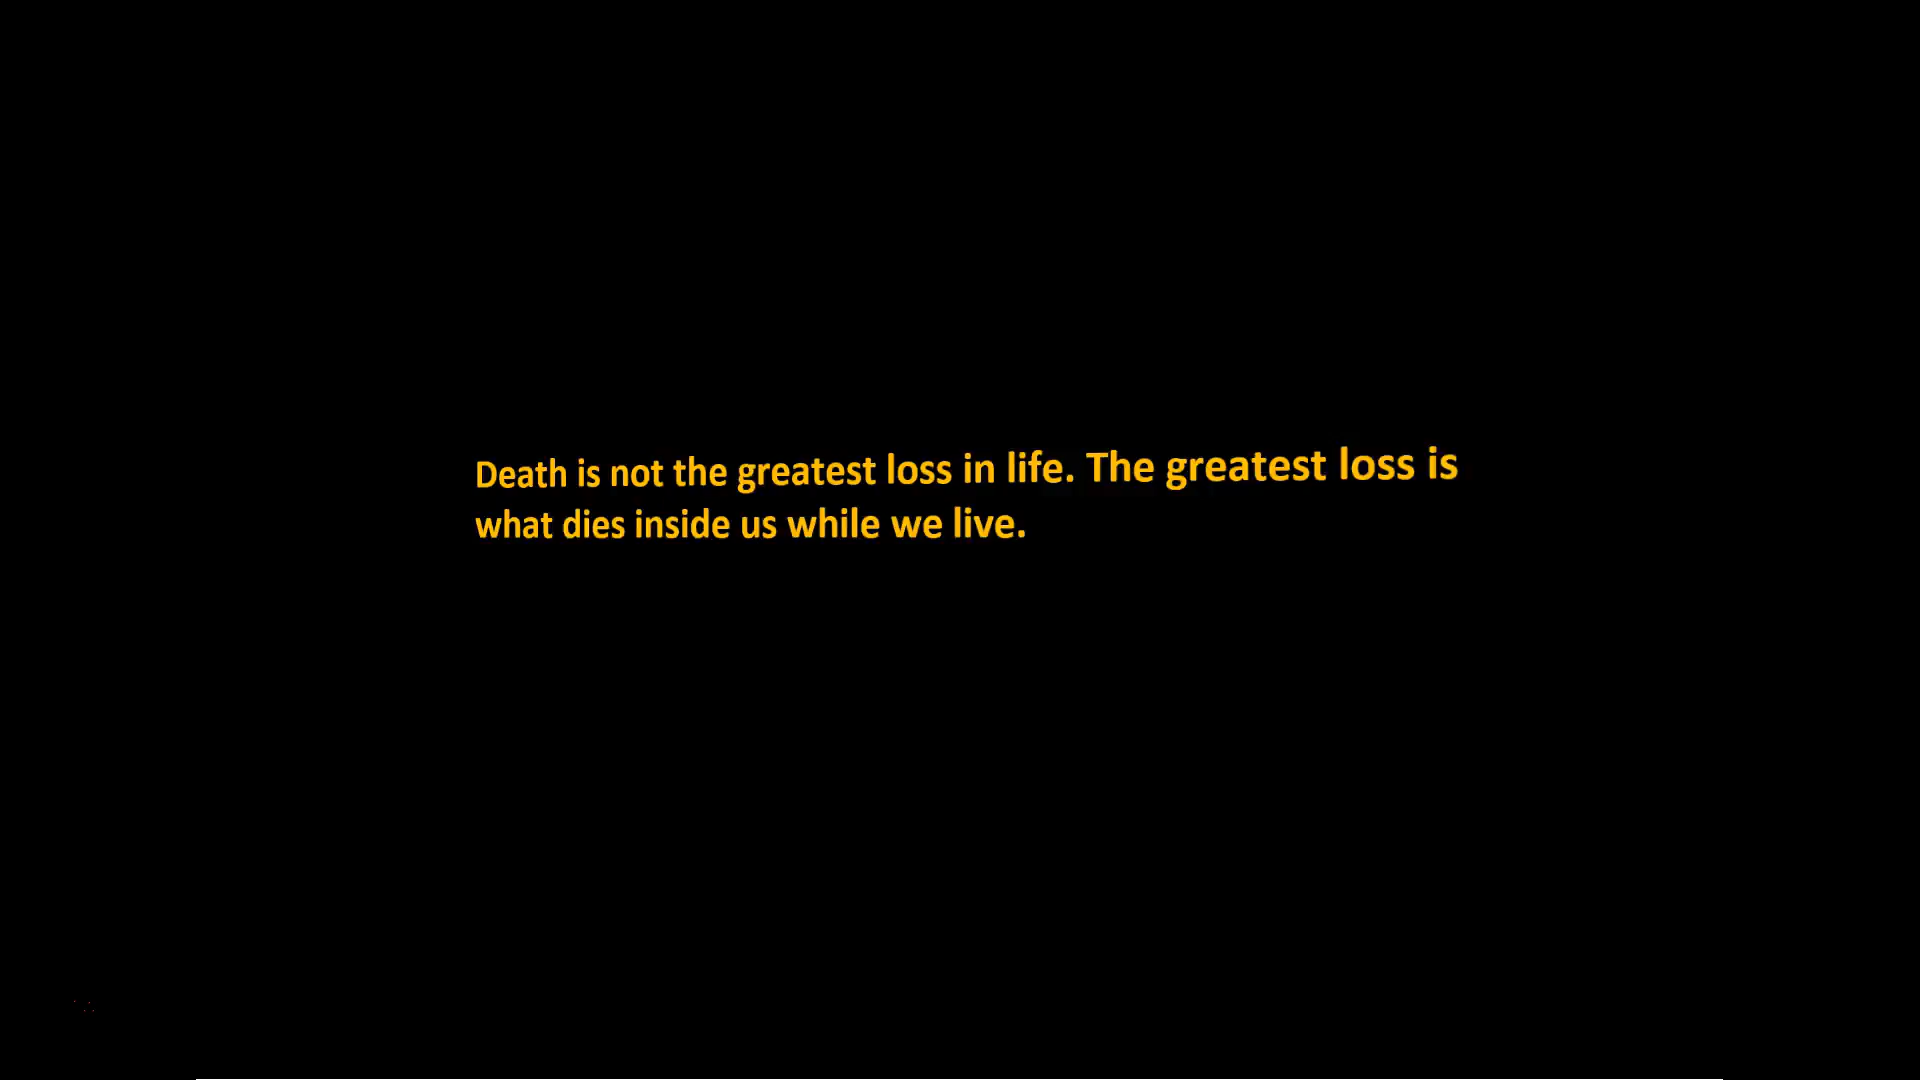 Death is not the greatest loss in life. The greatest loss is
what dies inside us while we live.